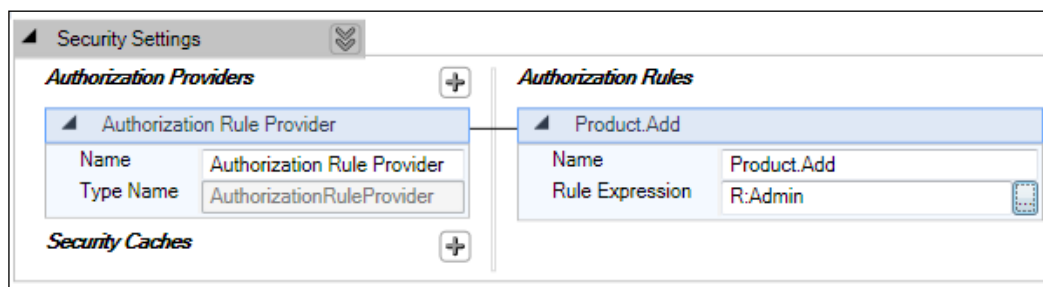 Security Settings
Authorization Providers
Authorization Rules
Authorization Rule Provider
Product.Add
Name Authorization Rule Provider
Name Product.Add
Type Name AuthorizationRuleProvider
Rule Expression R:Admin ...
Security Caches